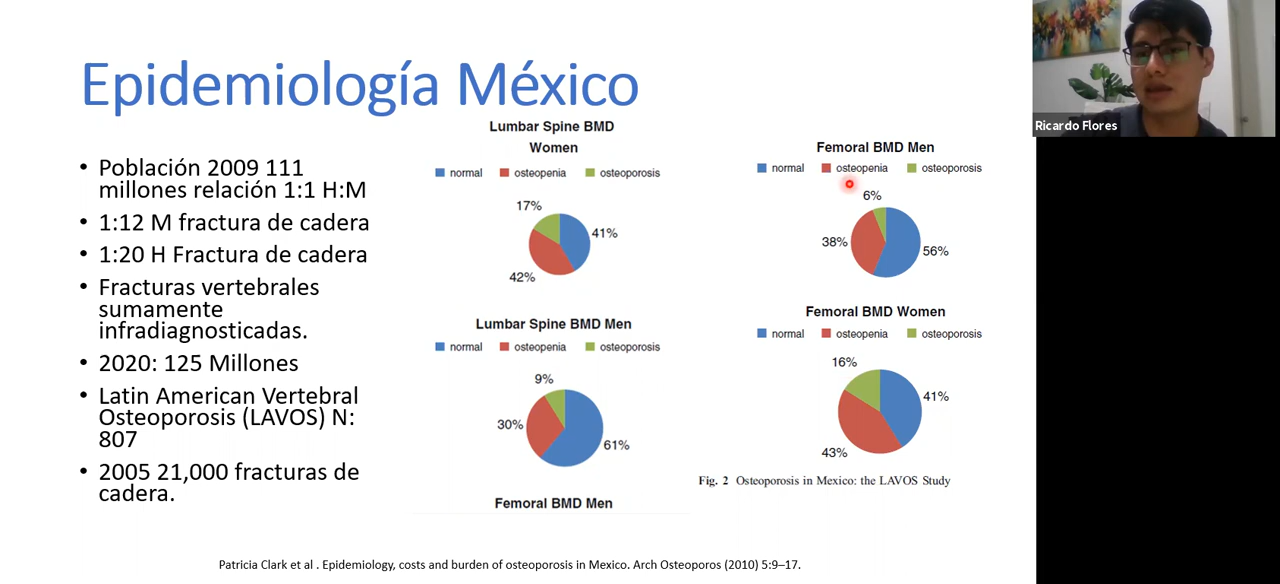 Epidemiología México
• Población 2009 111
millones relación 1:1 H:M
• 1:12 M fractura de cadera
• 1:20 H Fractura de cadera
• Fracturas vertebrales
sumamente
infradiagnosticadas.
• 2020: 125 Millones
• Latin American Vertebral
Osteoporosis (LAVOS) N:
807
• 2005 21,000 fracturas de
cadera.
Lumbar Spine BMD
Women
normal osteopenia osteoporosis
17%
41%
42%
Lumbar Spine BMD Men
normal osteopenia osteoporosis
9%
30%
61%
Femoral BMD Men
Femoral BMD Men
normal osteopenia osteoporosis
6%
38%
56%
Femoral BMD Women
normal osteopenia osteoporosis
16%
41%
43%
Fig. 2 Osteoporosis in Mexico: the LAVOS Study
Patricia Clark et al . Epidemiology, costs and burden of osteoporosis in Mexico. Arch Osteoporos (2010) 5:9–17.
Ricardo Flores